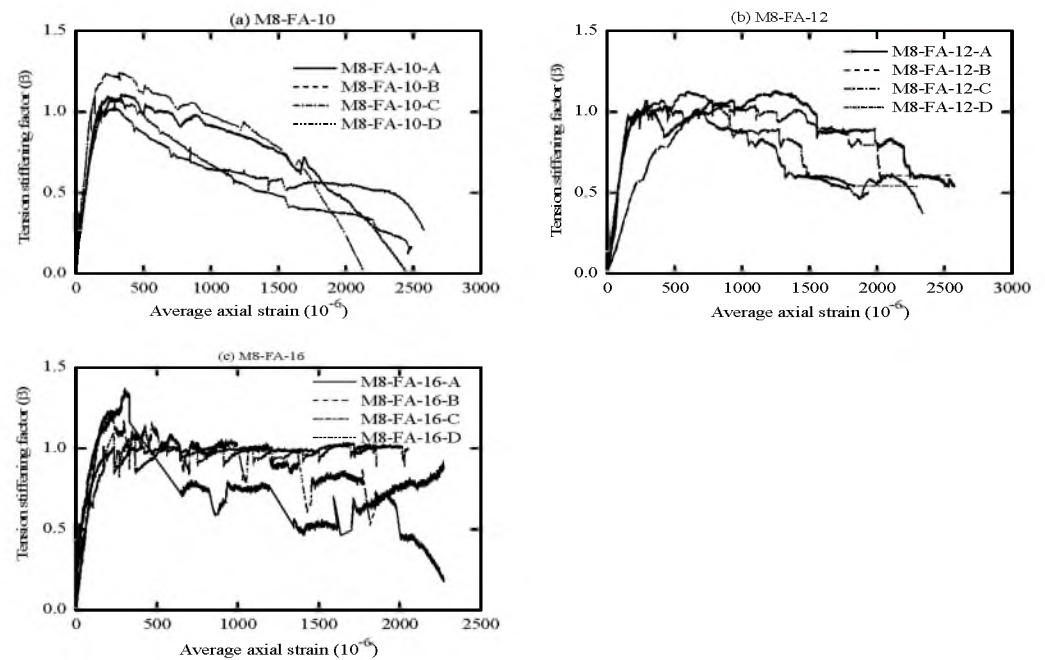 (a) M8-FA-10
1.5
1.0
0.5
0.0
Tension stiffening factor (β)
M8-FA-10-A
M8-FA-10-B
M8-FA-10-C
M8-FA-10-D
0 500 1000 1500 2000 2500 3000
Average axial strain (10⁻⁶)
(b) M8-FA-12
1.5
1.0
0.5
0.0
Tension stiffening factor (β)
M8-FA-12-A
M8-FA-12-B
M8-FA-12-C
M8-FA-12-D
0 500 1000 1500 2000 2500 3000
Average axial strain (10⁻⁶)
(c) M8-FA-16
1.5
1.0
0.5
0.0
Tension stiffening factor (β)
M8-FA-16-A
M8-FA-16-B
M8-FA-16-C
M8-FA-16-D
0 500 1000 1500 2000 2500
Average axial strain (10⁻⁶)